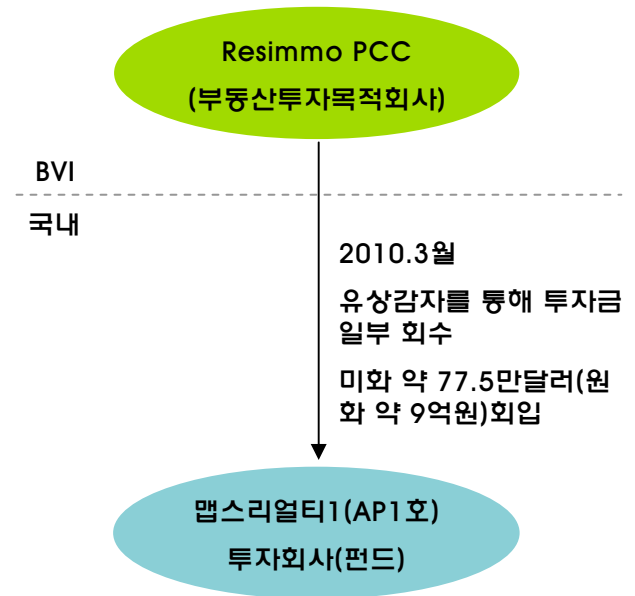 Resimmo PCC
(부동산투자목적회사)
BVI
국내
2010.3월
유상감자를 통해 투자금
일부 회수
미화 약 77.5만달러(원
화 약 9억원)회입
맵스리얼티1(AP1호)
투자회사(펀드)